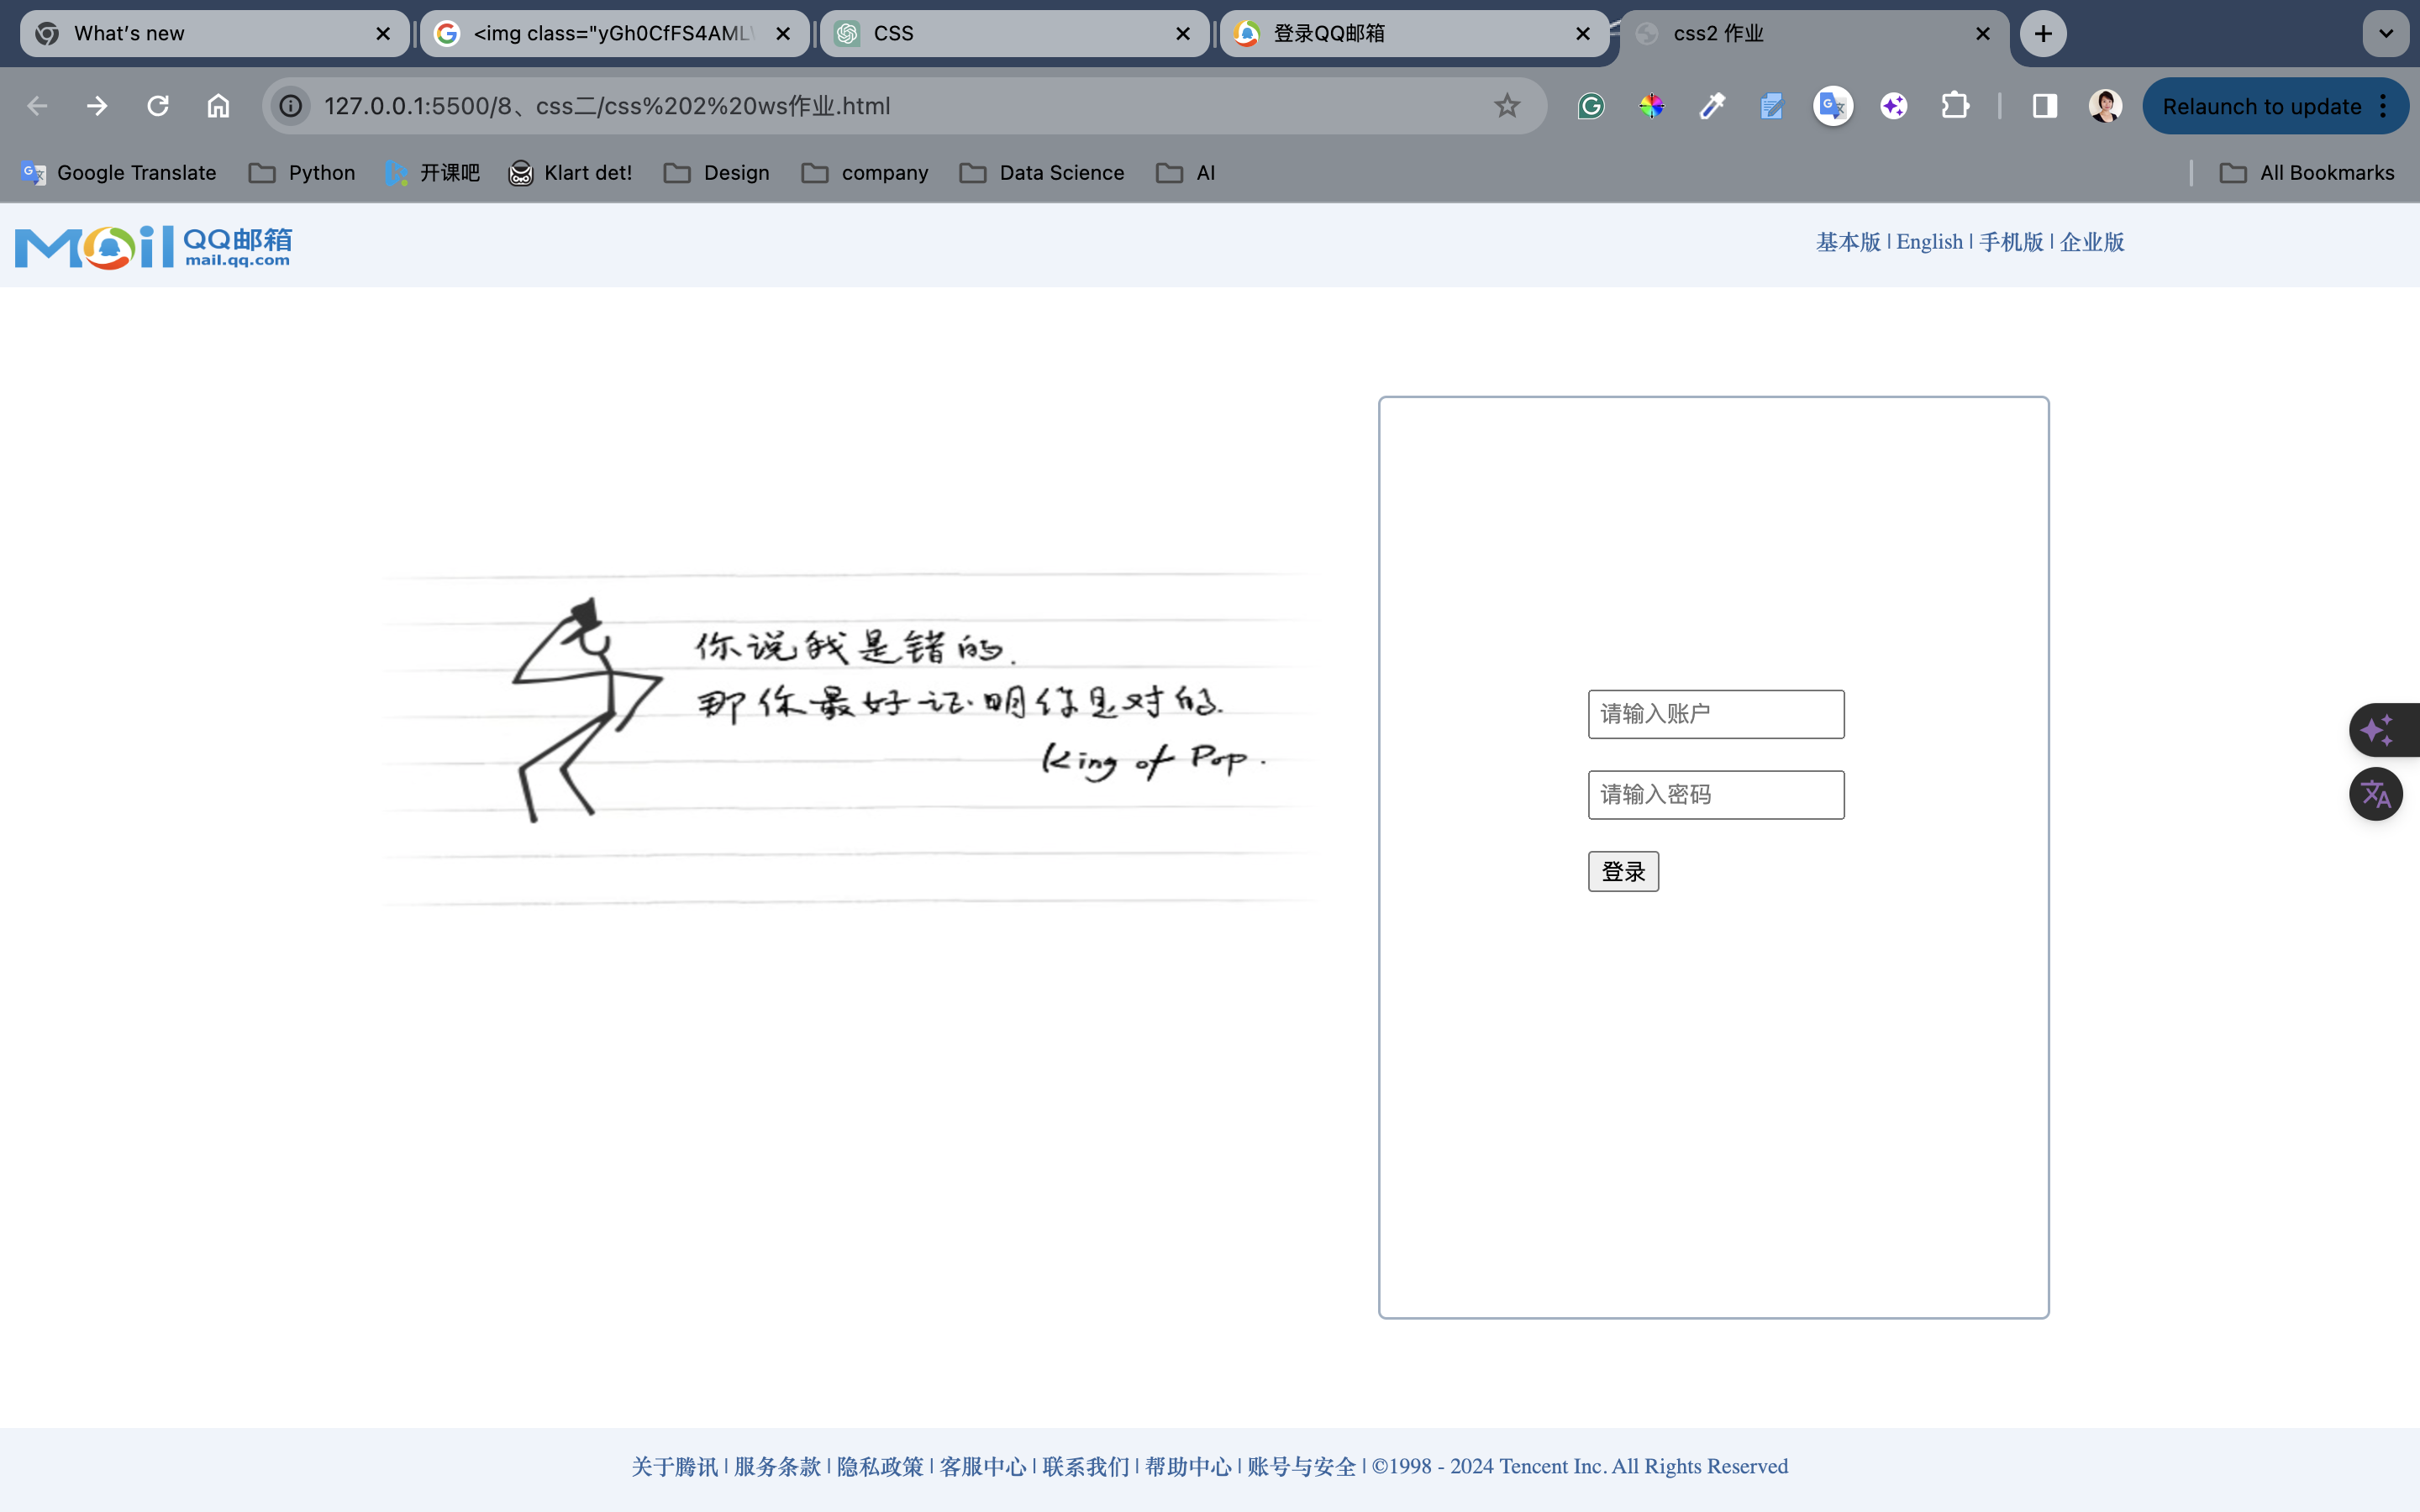 What's new
<img class="yGh0CfFS4AML
CSS
登录QQ邮箱
css2 作业
127.0.0.1:5500/8、css二/css%202%20ws作业.html
Relaunch to update
Google Translate
Python
开课吧
Klart det!
Design
company
Data Science
AI
All Bookmarks
Mail QQ邮箱
mail.qq.com
基本版 | English | 手机版 | 企业版
你说我是错的.
那你最好证明你是对的.
King of Pop.
请输入账户
请输入密码
登录
关于腾讯 | 服务条款 | 隐私政策 | 客服中心 | 联系我们 | 帮助中心 | 账号与安全 | ©1998 - 2024 Tencent Inc. All Rights Reserved